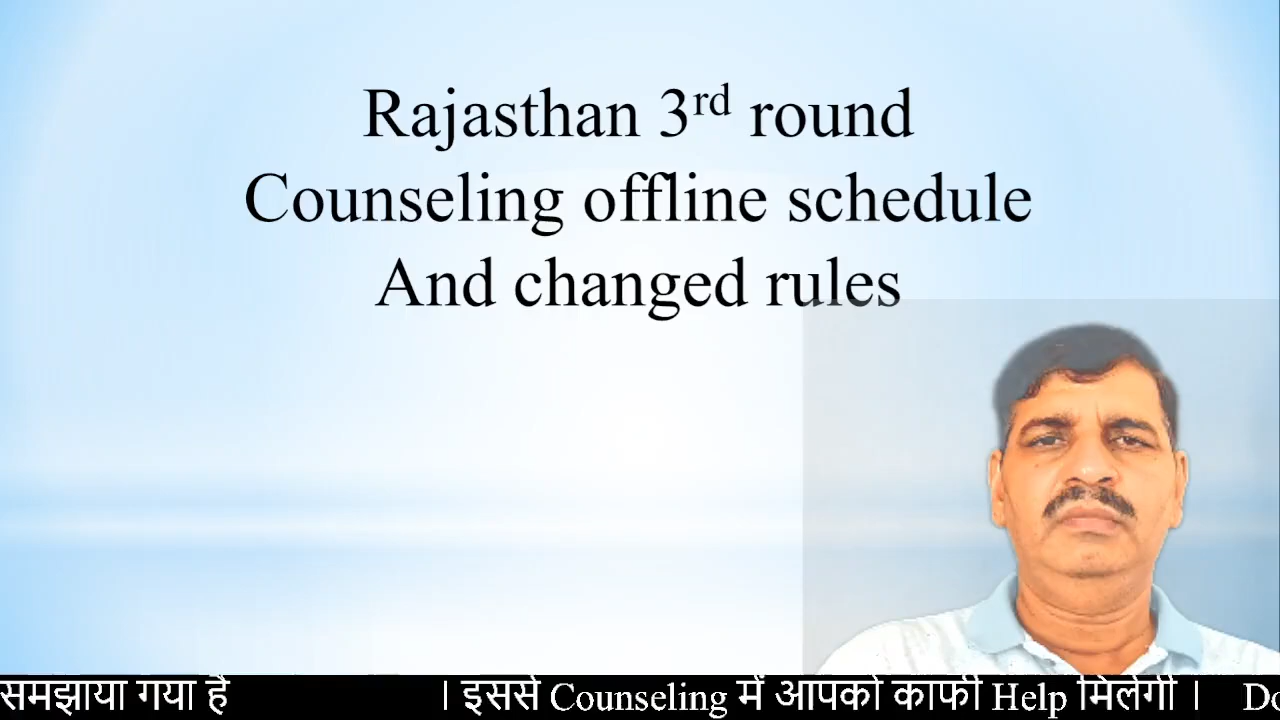 Rajasthan 3rd round
Counseling offline schedule
And changed rules
समझाया गया है । इससे Counseling में आपको काफी Help मिलेगी ।